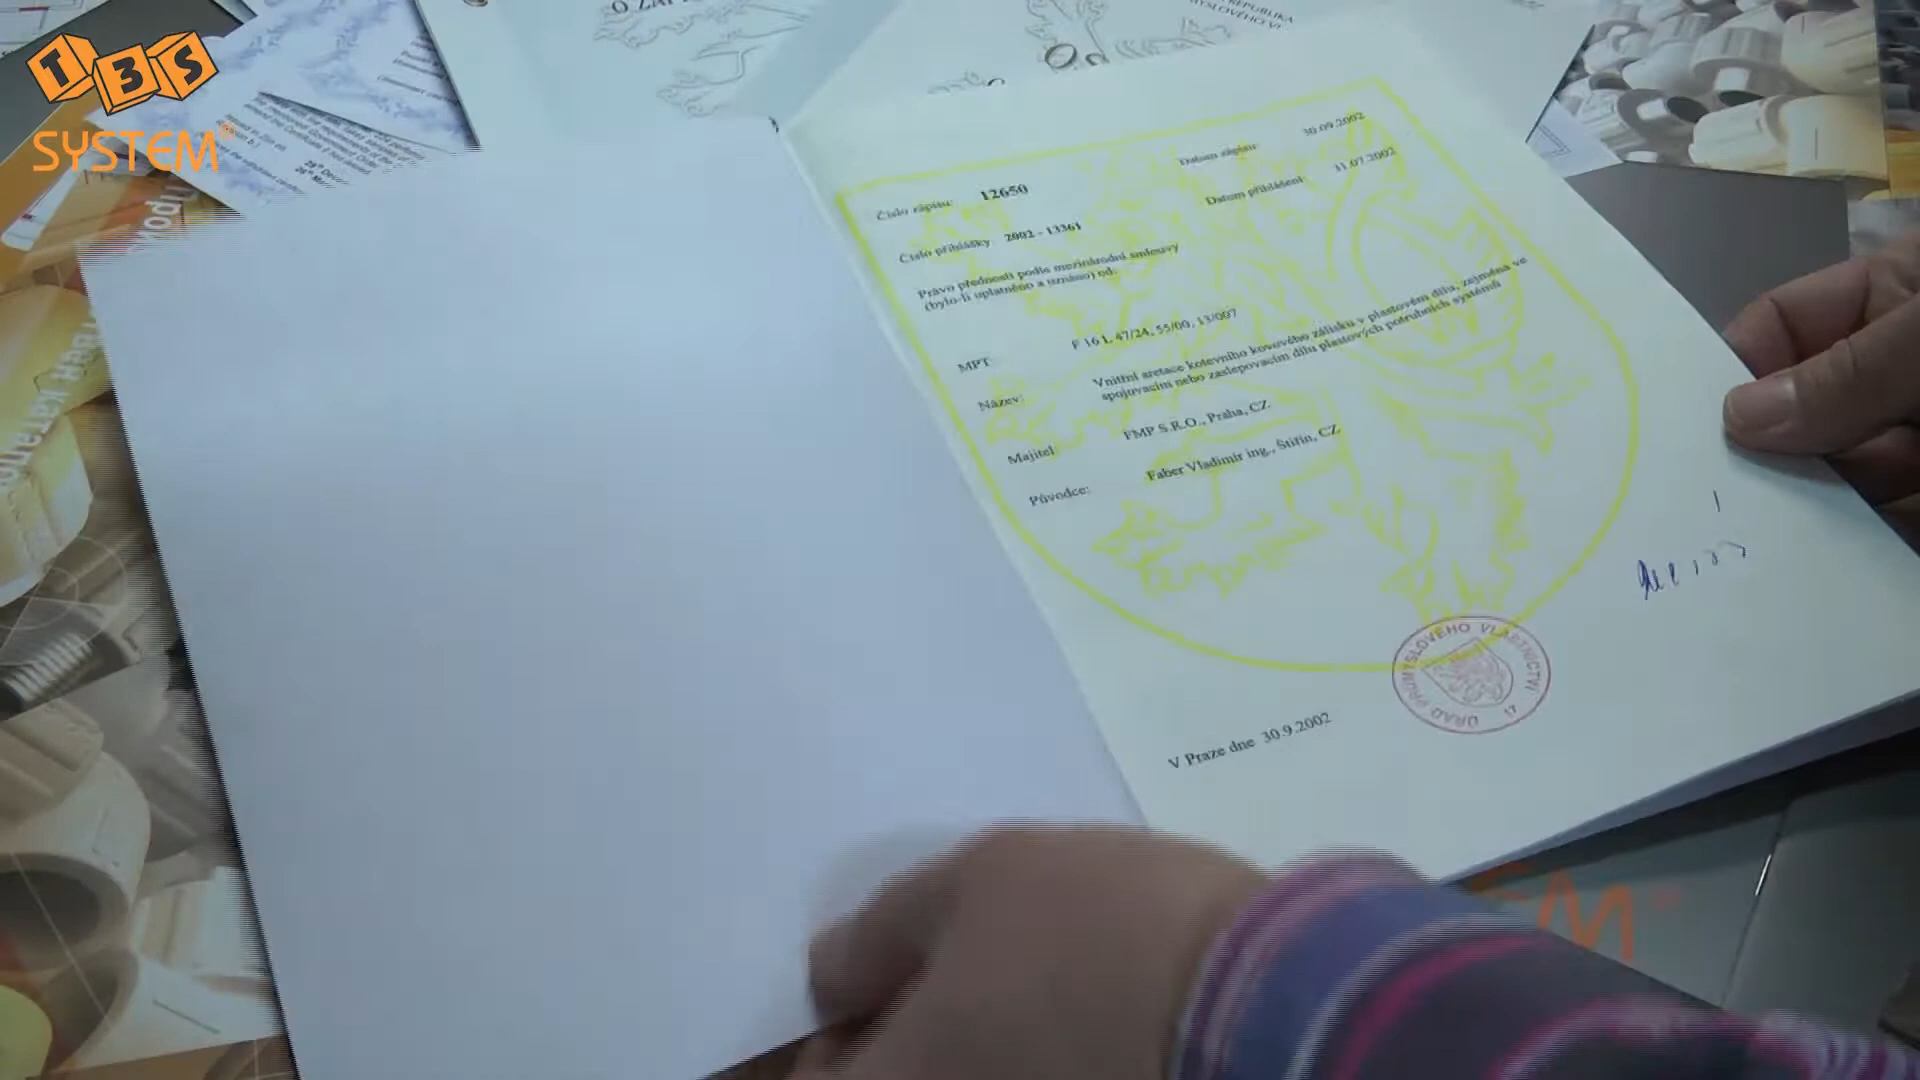 TBS
SYSTEM
O ZÁP
REPUBLIKA
Číslo zápisu: 12650
Datum zápisu: 30.09.2002
Číslo přihlášky: 2002 - 13361
Datum přihlášení: 11.07.2002
Právo přednosti podle mezinárodní smlouvy
(bylo-li uplatněno a uznáno) od:
MPT: F 16 L 47/24, 55/00, 13/007
Název: Vnitřní aretace kotevního kovového zálisku v plastovém dílu, zejména ve
spojovacím nebo zaslepovacím dílu plastových potrubních systémů
Majitel: FMP S.R.O., Praha, CZ
Původce: Faber Vladimír ing., Štiřín, CZ
ÚŘAD PRŮMYSLOVÉHO VLASTNICTVÍ
17
V Praze dne 30.9.2002